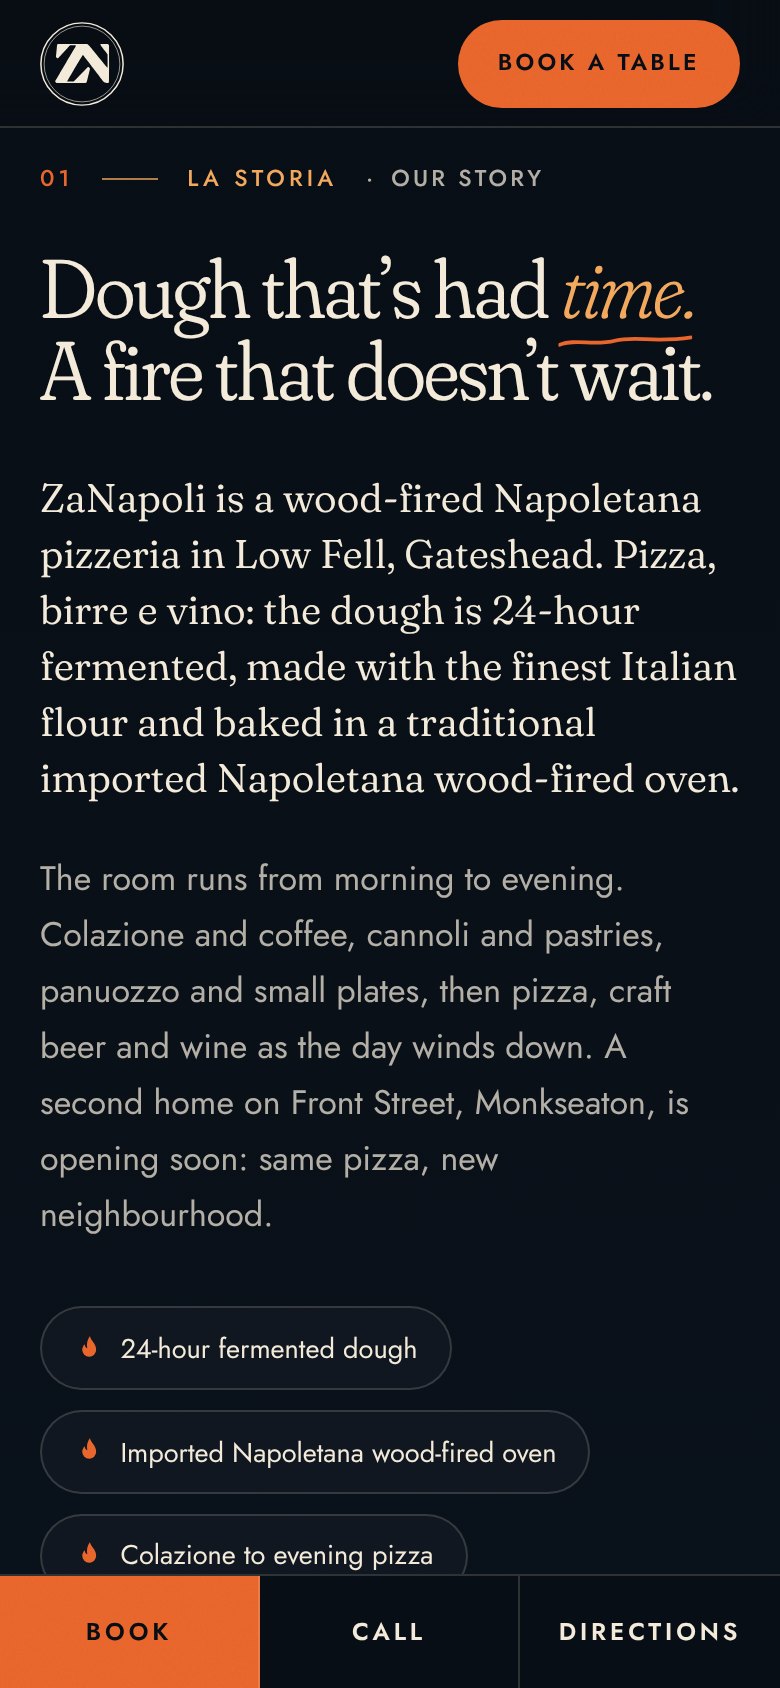 ZN
BOOK A TABLE
01 — LA STORIA · OUR STORY
Dough that’s had time.
A fire that doesn’t wait.
ZaNapoli is a wood-fired Napoletana
pizzeria in Low Fell, Gateshead. Pizza,
birre e vino: the dough is 24-hour
fermented, made with the finest Italian
flour and baked in a traditional
imported Napoletana wood-fired oven.
The room runs from morning to evening.
Colazione and coffee, cannoli and pastries,
panuozzo and small plates, then pizza, craft
beer and wine as the day winds down. A
second home on Front Street, Monkseaton, is
opening soon: same pizza, new
neighbourhood.
24-hour fermented dough
Imported Napoletana wood-fired oven
Colazione to evening pizza
BOOK
CALL
DIRECTIONS